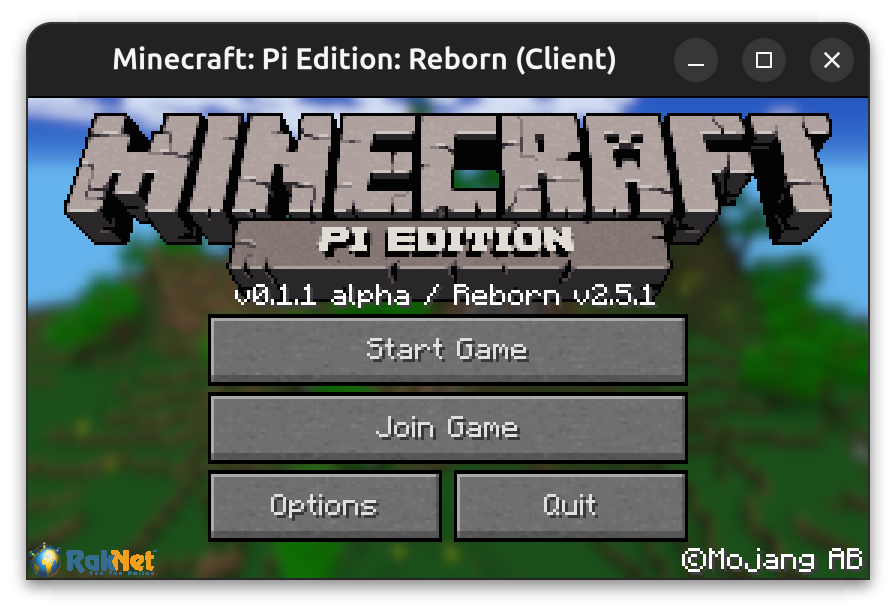 Minecraft: Pi Edition: Reborn (Client)
MINECRAFT
PI EDITION
v0.1.1 alpha / Reborn v2.5.1
Start Game
Join Game
Options
Quit
RakNet
©Mojang AB